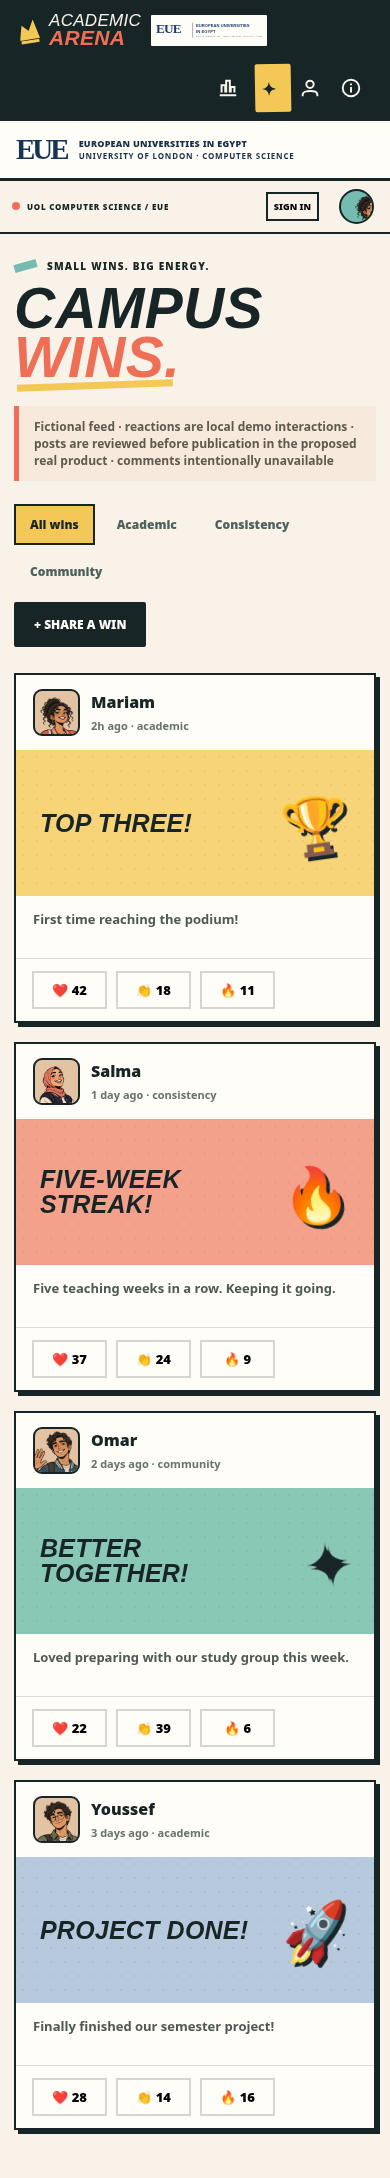 ACADEMIC
ARENA
EUE
EUROPEAN UNIVERSITIES
IN EGYPT
EUE
EUROPEAN UNIVERSITIES IN EGYPT
UNIVERSITY OF LONDON · COMPUTER SCIENCE
UOL COMPUTER SCIENCE / EUE
SIGN IN
SMALL WINS. BIG ENERGY.
CAMPUS
WINS.
Fictional feed · reactions are local demo interactions ·
posts are reviewed before publication in the proposed
real product · comments intentionally unavailable
All wins
Academic
Consistency
Community
+ SHARE A WIN
Mariam
2h ago · academic
TOP THREE!
First time reaching the podium!
❤️ 42
👏 18
🔥 11
Salma
1 day ago · consistency
FIVE-WEEK
STREAK!
Five teaching weeks in a row. Keeping it going.
❤️ 37
👏 24
🔥 9
Omar
2 days ago · community
BETTER
TOGETHER!
Loved preparing with our study group this week.
❤️ 22
👏 39
🔥 6
Youssef
3 days ago · academic
PROJECT DONE!
Finally finished our semester project!
❤️ 28
👏 14
🔥 16